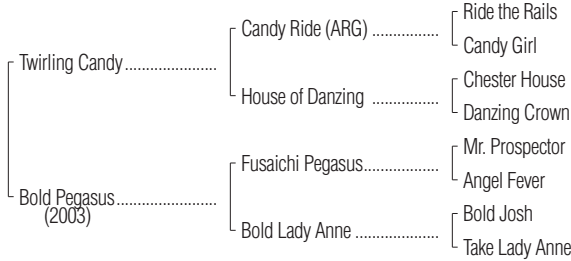 Ride the Rails
Candy Ride (ARG) ................
Candy Girl
Twirling Candy ......................
Chester House
House of Danzing ................
Danzing Crown
Mr. Prospector
Fusaichi Pegasus..................
Angel Fever
Bold Pegasus........................
(2003)
Bold Josh
Bold Lady Anne ....................
Take Lady Anne